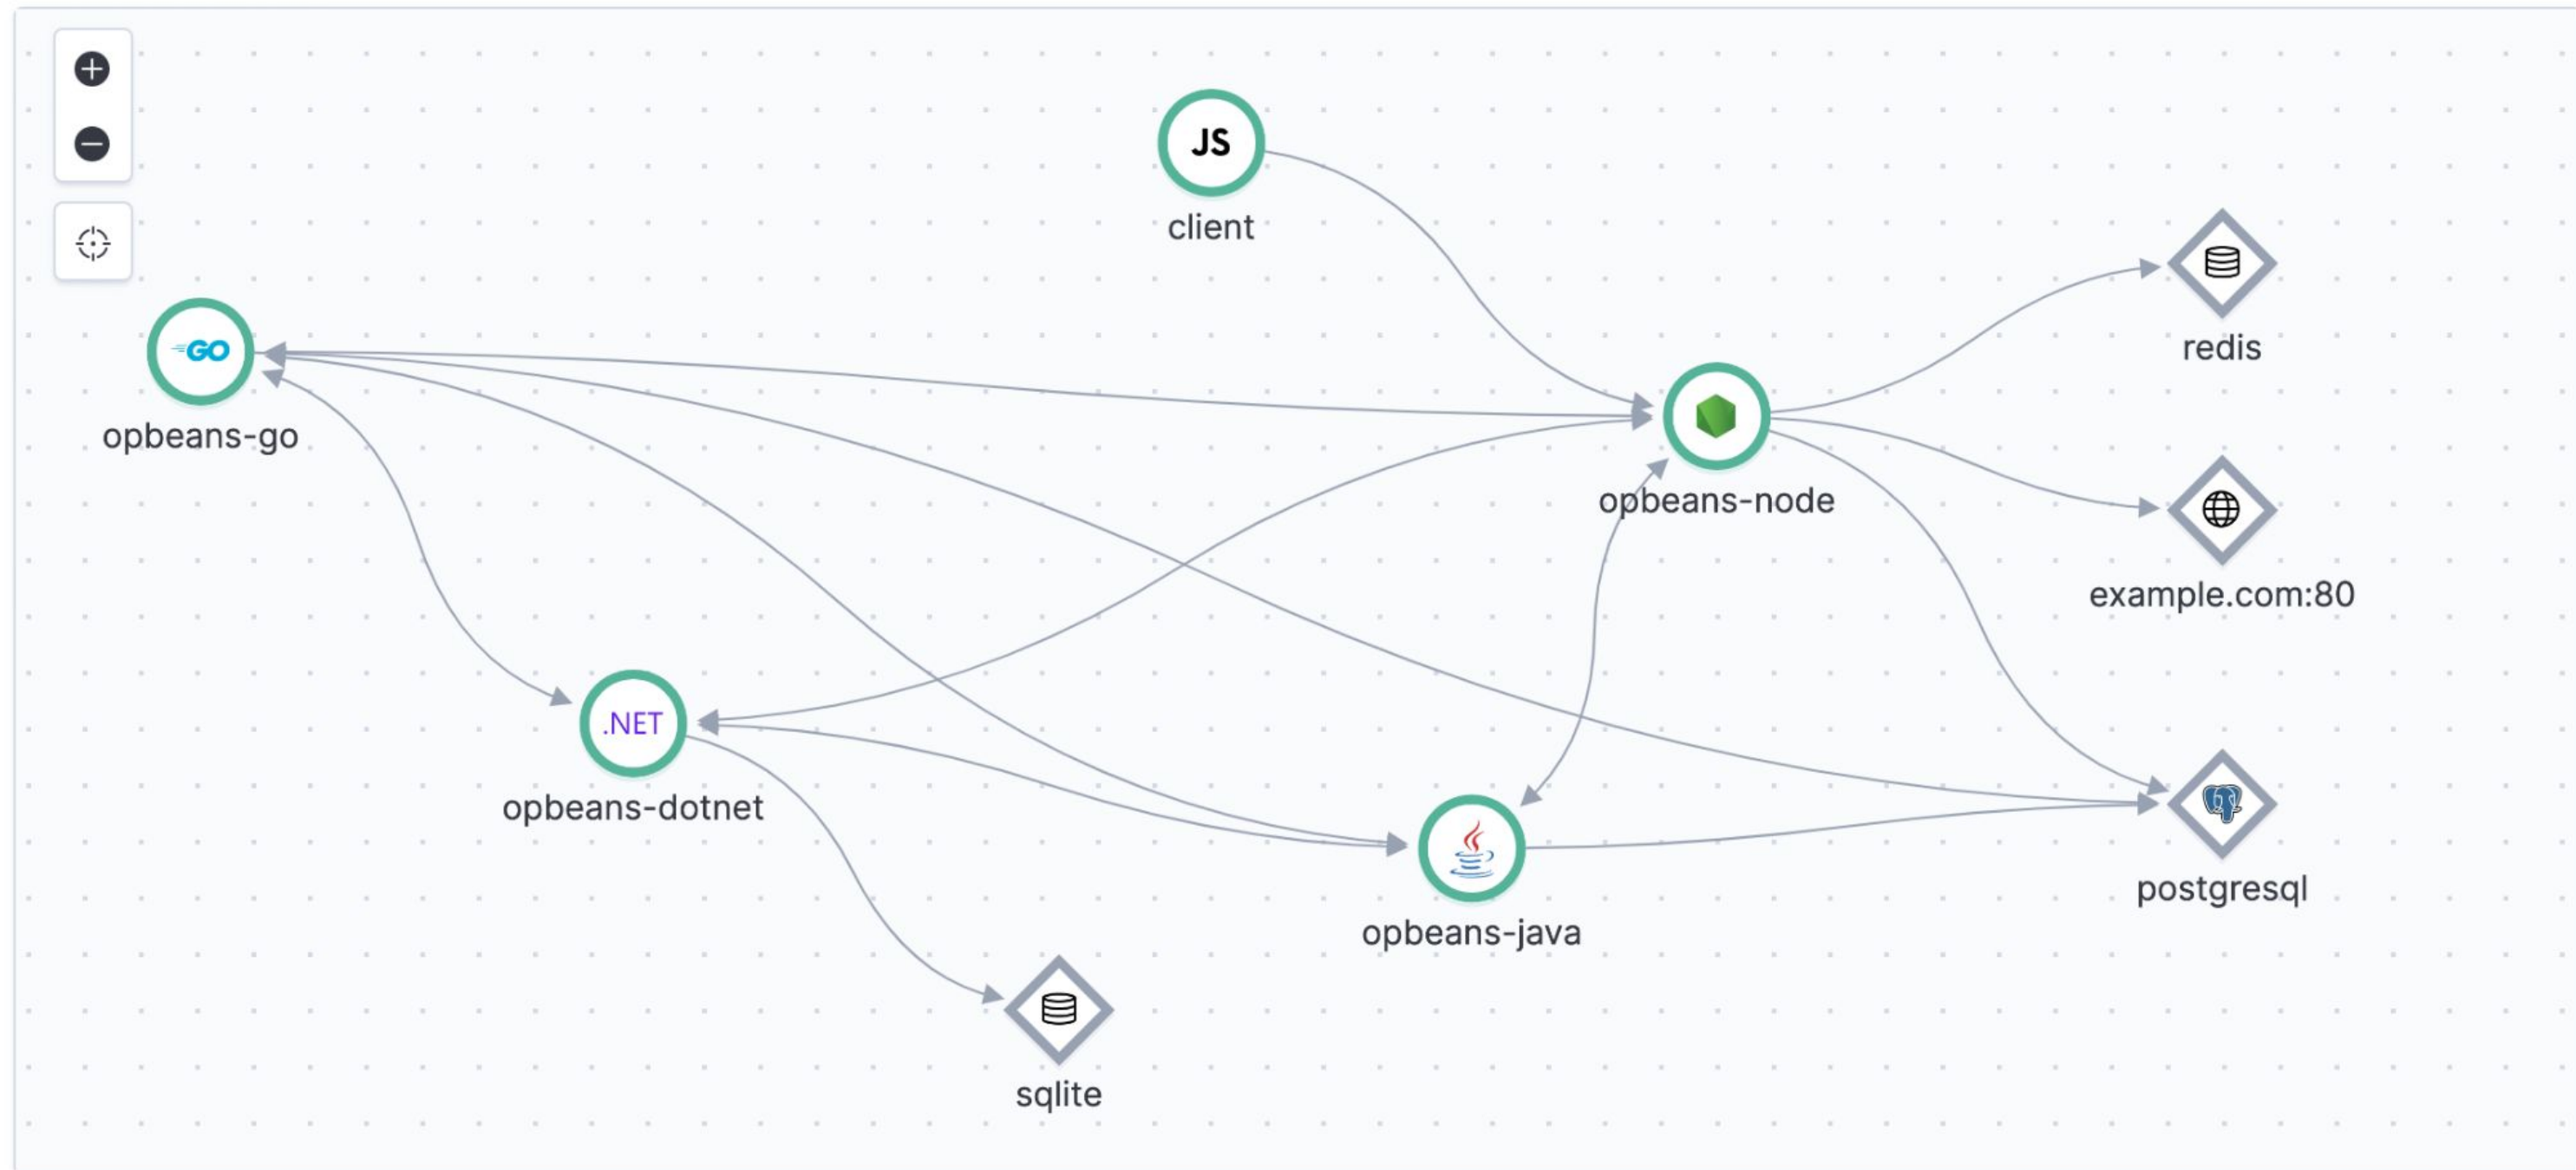 JS
client
redis
GO
opbeans-go
opbeans-node
example.com:80
.NET
opbeans-dotnet
opbeans-java
postgresql
sqlite